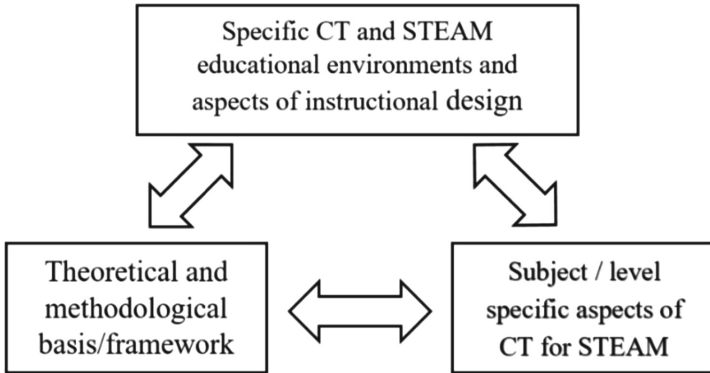 Specific CT and STEAM
educational environments and
aspects of instructional design
Theoretical and
methodological
basis/framework
Subject / level
specific aspects of
CT for STEAM